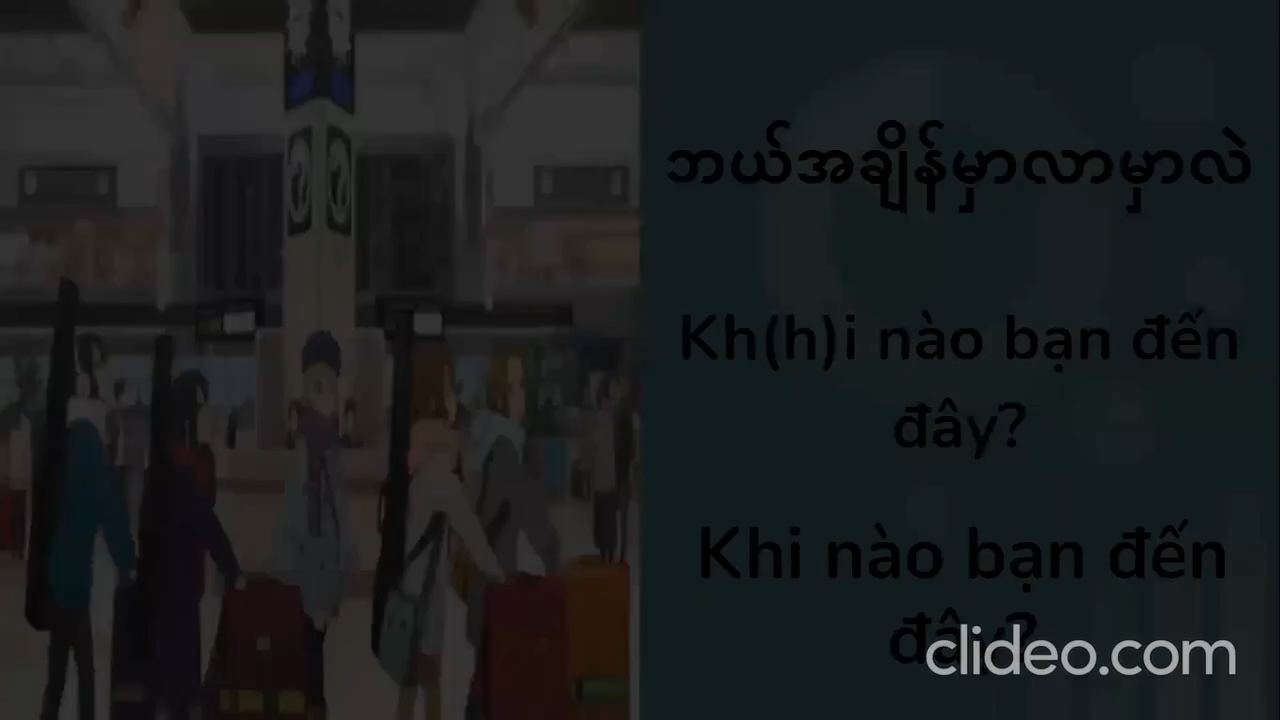 ဘယ်အချိန်မှာလာမှာလဲ
Kh(h)i nào bạn đến
đây?
Khi nào bạn đến
đây?
clideo.com